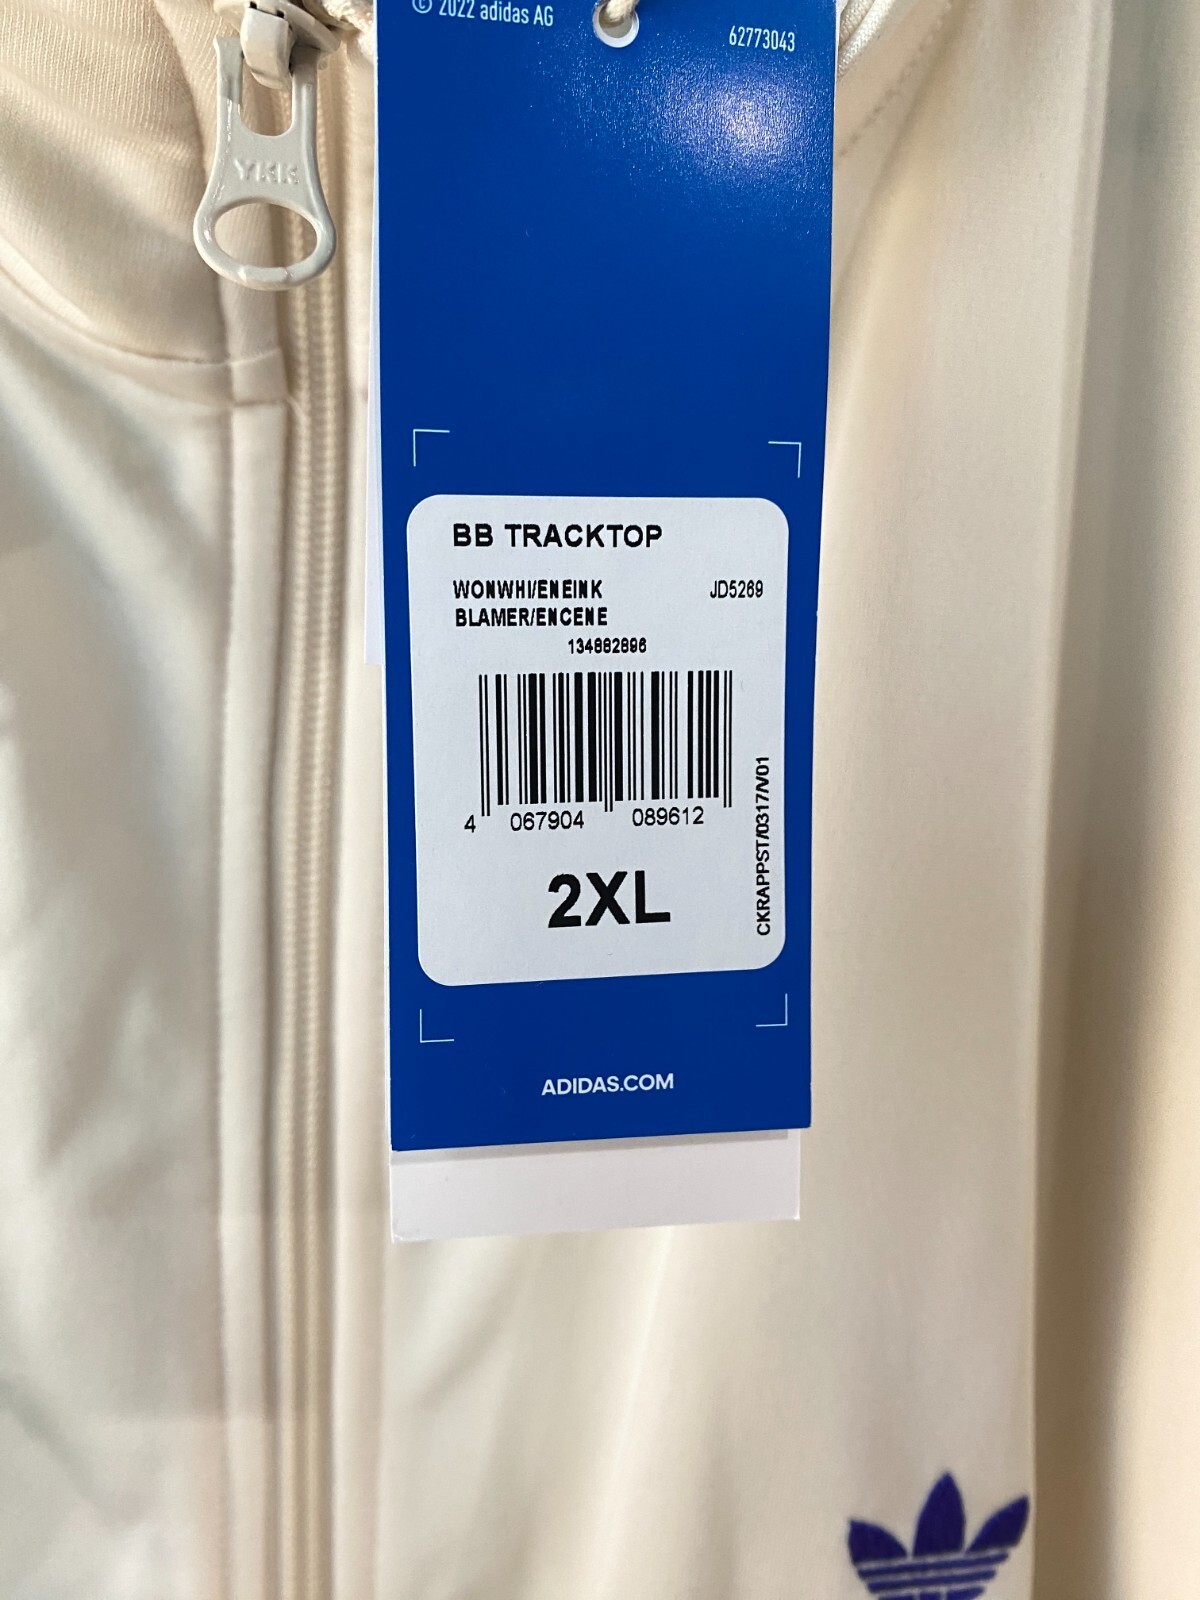 © 2022 adidas AG
62773043
YKK
BB TRACKTOP
WONWHI/ENEINK JD5269
BLAMER/ENCENE
134882896
4 067904 089612
2XL
CKRAPPST/0317/V01
ADIDAS.COM